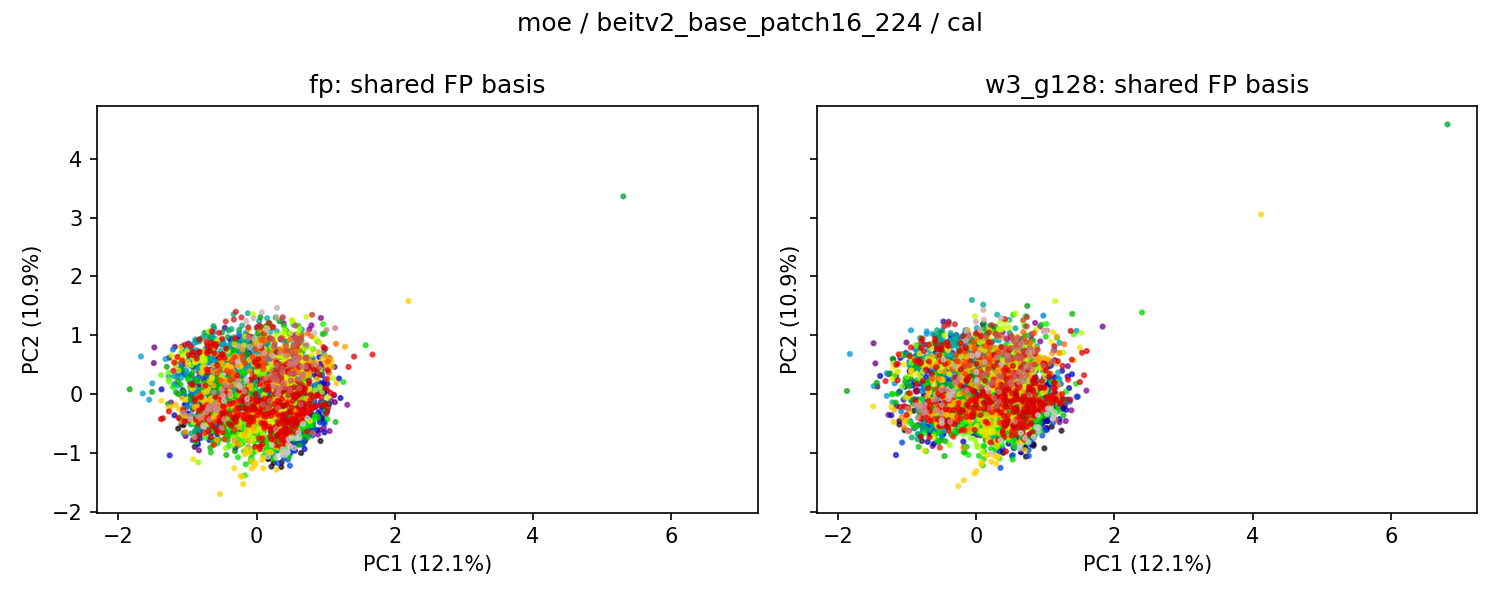 moe / beitv2_base_patch16_224 / cal
fp: shared FP basis
w3_g128: shared FP basis
PC2 (10.9%)
4
3
2
1
0
−1
−2
−2
0
2
4
6
PC1 (12.1%)
PC2 (10.9%)
−2
0
2
4
6
PC1 (12.1%)